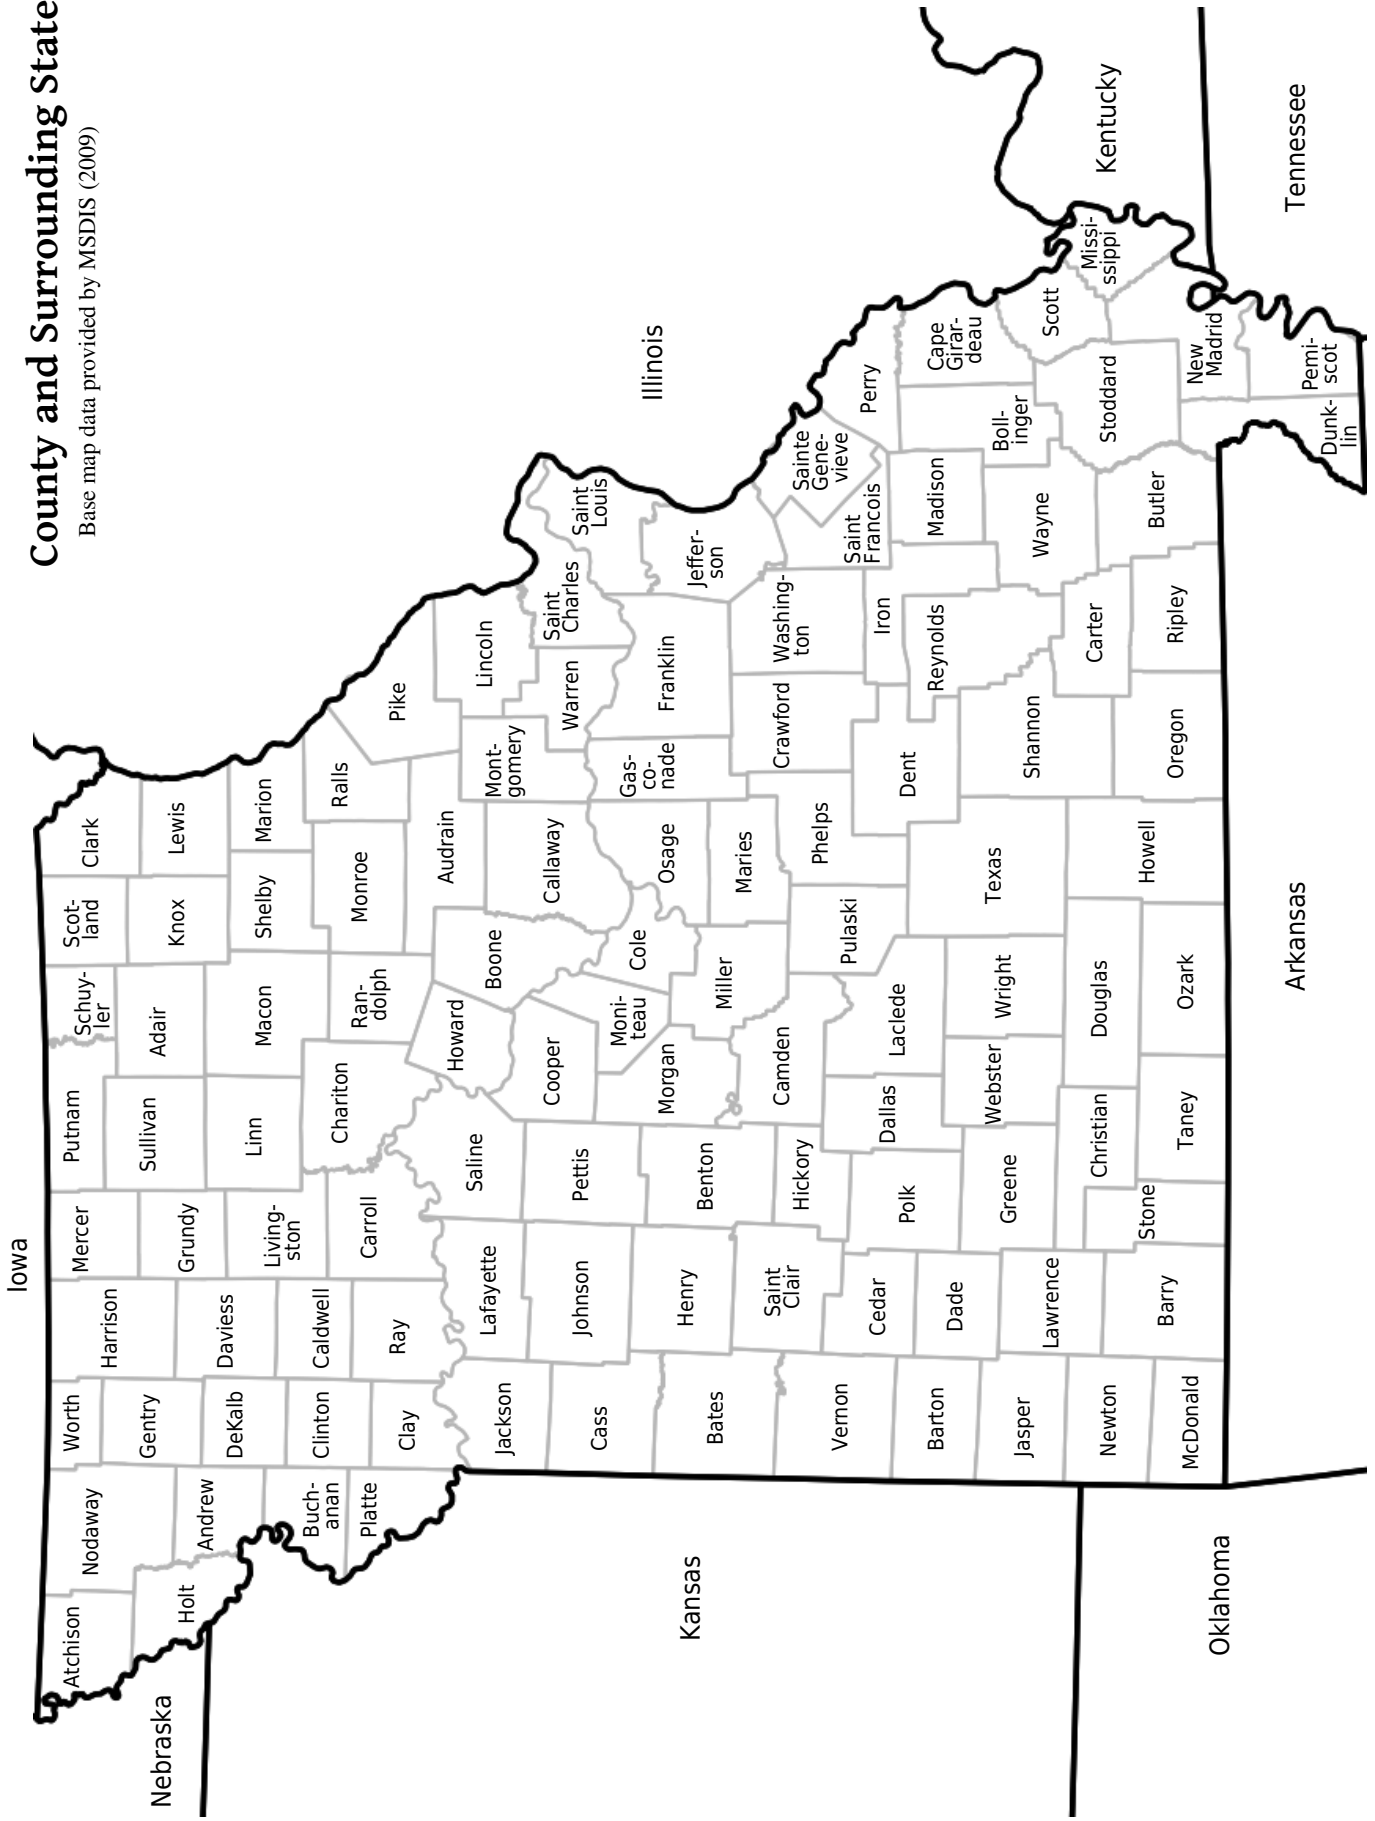 County and Surrounding State
Base map data provided by MSDIS (2009)
Iowa
Nebraska
Kansas
Oklahoma
Arkansas
Illinois
Kentucky
Tennessee
Atchison
Nodaway
Worth
Harrison
Mercer
Putnam
Schuy-
ler
Scot-
land
Clark
Holt
Andrew
Gentry
DeKalb
Daviess
Grundy
Sullivan
Adair
Knox
Lewis
Buch-
anan
Clinton
Caldwell
Living-
ston
Linn
Macon
Shelby
Marion
Platte
Clay
Ray
Carroll
Chariton
Ran-
dolph
Monroe
Ralls
Pike
Audrain
Jackson
Lafayette
Saline
Howard
Boone
Callaway
Mont-
gomery
Lincoln
Warren
Saint
Charles
Saint
Louis
Cass
Johnson
Pettis
Cooper
Moni-
teau
Cole
Osage
Gas-
co-
nade
Franklin
Jeffer-
son
Bates
Henry
Benton
Morgan
Miller
Maries
Crawford
Washing-
ton
Sainte
Gene-
vieve
Saint
Francois
Perry
Vernon
Saint
Clair
Hickory
Camden
Pulaski
Phelps
Dent
Iron
Reynolds
Madison
Boll-
inger
Cape
Girar-
deau
Barton
Cedar
Polk
Dallas
Laclede
Texas
Shannon
Wayne
Stoddard
Scott
Missi-
ssippi
Jasper
Dade
Greene
Webster
Wright
Carter
Butler
New
Madrid
Newton
Lawrence
Christian
Douglas
Howell
Oregon
Ripley
Dunk-
lin
Pemi-
scot
McDonald
Barry
Stone
Taney
Ozark